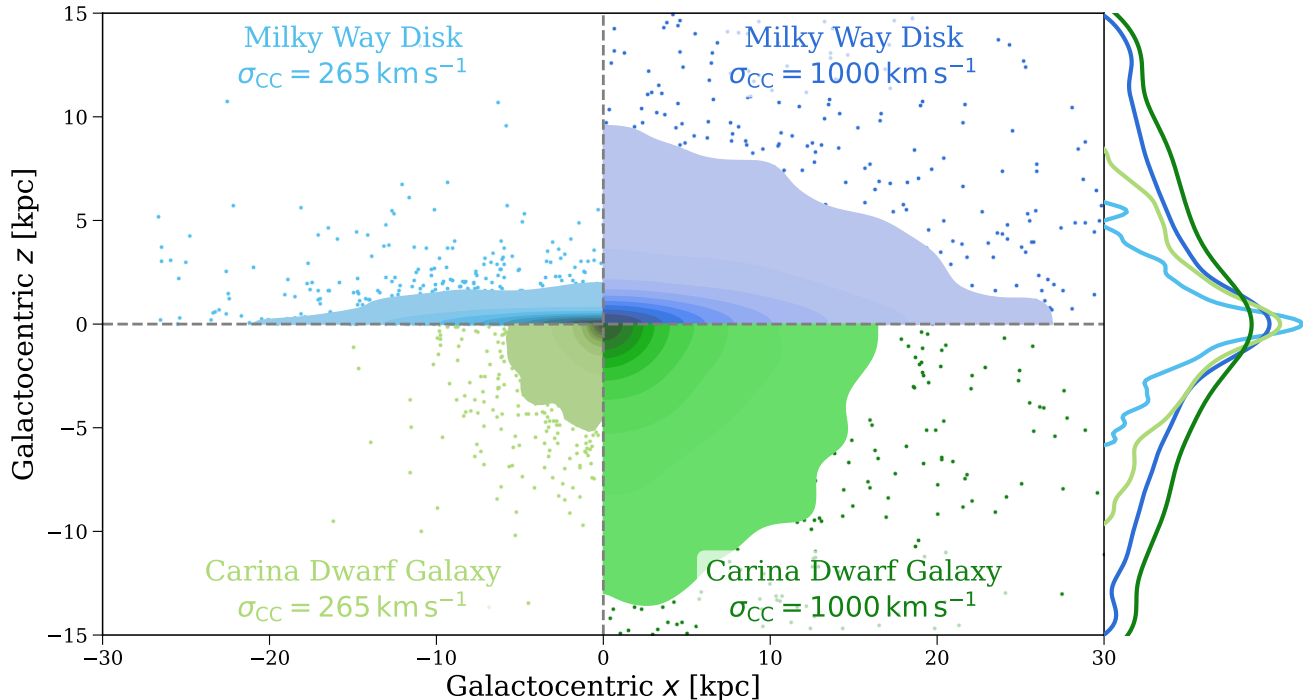 Milky Way Disk
σCC = 265 km s⁻¹
Milky Way Disk
σCC = 1000 km s⁻¹
Carina Dwarf Galaxy
σCC = 265 km s⁻¹
Carina Dwarf Galaxy
σCC = 1000 km s⁻¹
Galactocentric z [kpc]
15
10
5
0
−5
−10
−15
−30
−20
−10
0
10
20
30
Galactocentric x [kpc]